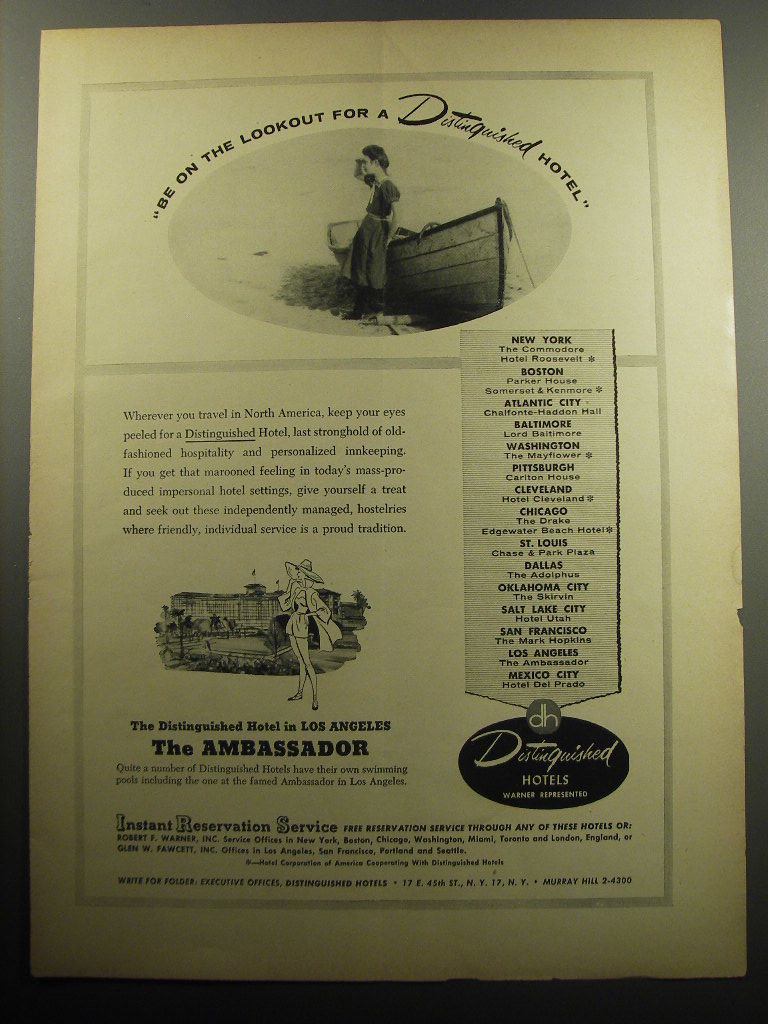 "BE ON THE LOOKOUT FOR A Distinguished HOTEL"
NEW YORK
The Commodore
Hotel Roosevelt *
BOSTON
Parker House
Somerset & Kenmore *
ATLANTIC CITY
Chalfonte-Haddon Hall
BALTIMORE
Lord Baltimore
WASHINGTON
The Mayflower *
PITTSBURGH
Carlton House
CLEVELAND
Hotel Cleveland *
CHICAGO
The Drake
Edgewater Beach Hotel*
ST. LOUIS
Chase & Park Plaza
DALLAS
The Adolphus
OKLAHOMA CITY
The Skirvin
SALT LAKE CITY
Hotel Utah
SAN FRANCISCO
The Mark Hopkins
LOS ANGELES
The Ambassador
MEXICO CITY
Hotel Del Prado
dh
Distinguished
HOTELS
WARNER REPRESENTED
Wherever you travel in North America, keep your eyes
peeled for a Distinguished Hotel, last stronghold of old-
fashioned hospitality and personalized innkeeping.
If you get that marooned feeling in today's mass-pro-
duced impersonal hotel settings, give yourself a treat
and seek out these independently managed, hostelries
where friendly, individual service is a proud tradition.
The Distinguished Hotel in LOS ANGELES
The AMBASSADOR
Quite a number of Distinguished Hotels have their own swimming
pools including the one at the famed Ambassador in Los Angeles.
Instant Reservation Service FREE RESERVATION SERVICE THROUGH ANY OF THESE HOTELS OR:
ROBERT F. WARNER, INC. Service Offices in New York, Boston, Chicago, Washington, Miami, Toronto and London, England, or
GLEN W. FAWCETT, INC. Offices in Los Angeles, San Francisco, Portland and Seattle.
*—Hotel Corporation of America Cooperating With Distinguished Hotels
WRITE FOR FOLDER: EXECUTIVE OFFICES, DISTINGUISHED HOTELS • 17 E. 45th ST., N. Y. 17, N. Y. • MURRAY HILL 2-4300